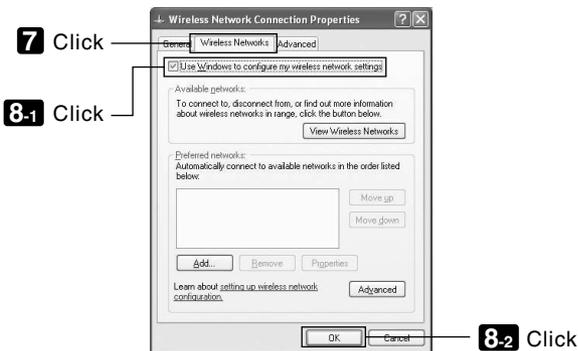 Wireless Network Connection Properties
7 Click
General Wireless Networks Advanced
Use Windows to configure my wireless network settings
8-1 Click
Available networks:
To connect to, disconnect from, or find out more information
about wireless networks in range, click the button below.
View Wireless Networks
Preferred networks:
Automatically connect to available networks in the order listed
below:
Move up
Move down
Add... Remove Properties
Learn about setting up wireless network
configuration.
Advanced
OK Cancel
8-2 Click